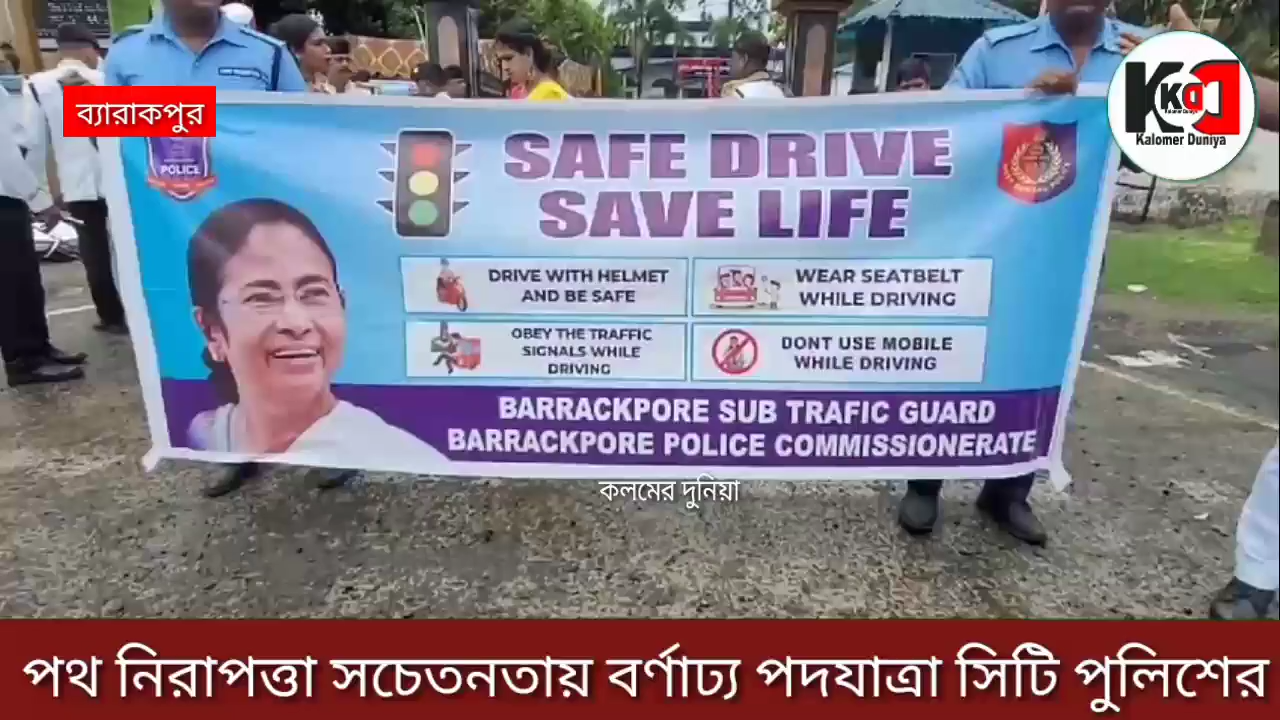 ব্যারাকপুর
KD
Kalomer Duniya
POLICE
SAFE DRIVE
SAVE LIFE
DRIVE WITH HELMET
AND BE SAFE
WEAR SEATBELT
WHILE DRIVING
OBEY THE TRAFFIC
SIGNALS WHILE
DRIVING
DONT USE MOBILE
WHILE DRIVING
BARRACKPORE SUB TRAFIC GUARD
BARRACKPORE POLICE COMMISSIONERATE
কলমের দুনিয়া
পথ নিরাপত্তা সচেতনতায় বর্ণাঢ্য পদযাত্রা সিটি পুলিশের